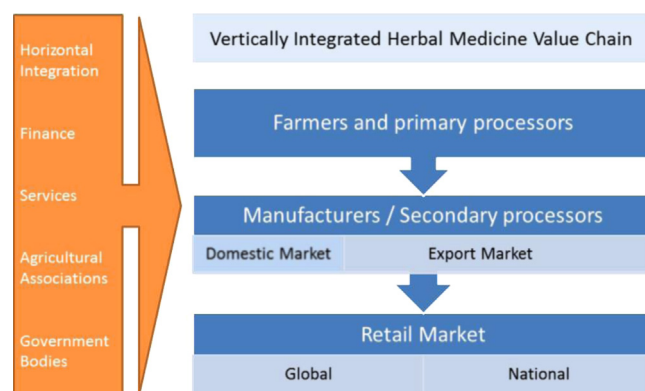 Horizontal
Integration
Finance
Services
Agricultural
Associations
Government
Bodies
Vertically Integrated Herbal Medicine Value Chain
Farmers and primary processors
Manufacturers / Secondary processors
Domestic Market
Export Market
Retail Market
Global
National